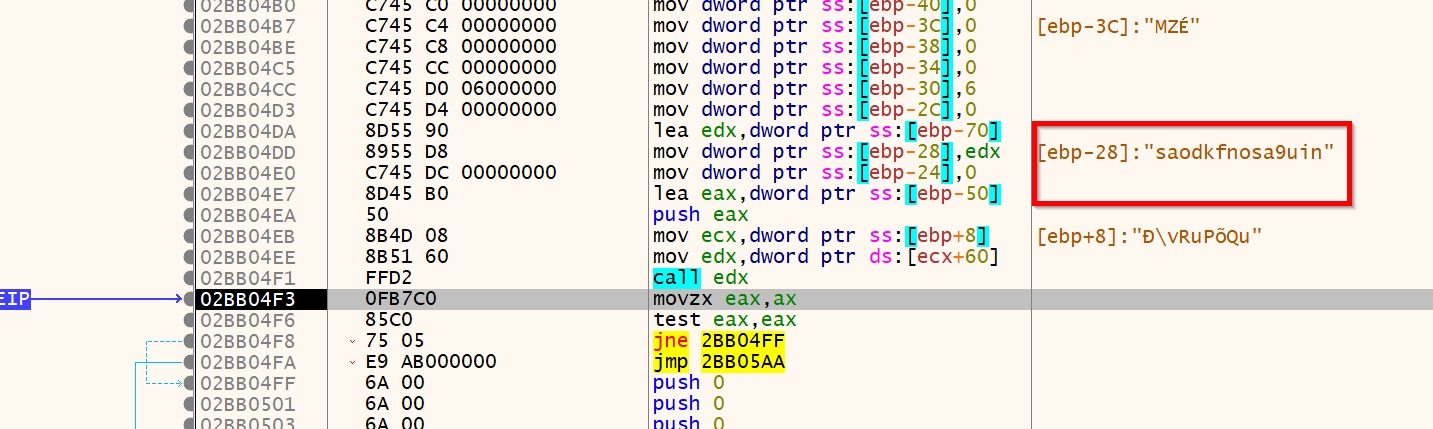 02BB04B0 C745 C0 00000000 mov dword ptr ss:[ebp-40],0
02BB04B7 C745 C4 00000000 mov dword ptr ss:[ebp-3C],0 [ebp-3C]:"MZÉ"
02BB04BE C745 C8 00000000 mov dword ptr ss:[ebp-38],0
02BB04C5 C745 CC 00000000 mov dword ptr ss:[ebp-34],0
02BB04CC C745 D0 06000000 mov dword ptr ss:[ebp-30],6
02BB04D3 C745 D4 00000000 mov dword ptr ss:[ebp-2C],0
02BB04DA 8D55 90 lea edx,dword ptr ss:[ebp-70]
02BB04DD 8955 D8 mov dword ptr ss:[ebp-28],edx [ebp-28]:"saodkfnosa9uin"
02BB04E0 C745 DC 00000000 mov dword ptr ss:[ebp-24],0
02BB04E7 8D45 B0 lea eax,dword ptr ss:[ebp-50]
02BB04EA 50 push eax
02BB04EB 8B4D 08 mov ecx,dword ptr ss:[ebp+8] [ebp+8]:"Ð\vRuPõQu"
02BB04EE 8B51 60 mov edx,dword ptr ds:[ecx+60]
02BB04F1 FFD2 call edx
EIP 02BB04F3 0FB7C0 movzx eax,ax
02BB04F6 85C0 test eax,eax
02BB04F8 75 05 jne 2BB04FF
02BB04FA E9 AB000000 jmp 2BB05AA
02BB04FF 6A 00 push 0
02BB0501 6A 00 push 0
02BB0503 6A 00 push 0